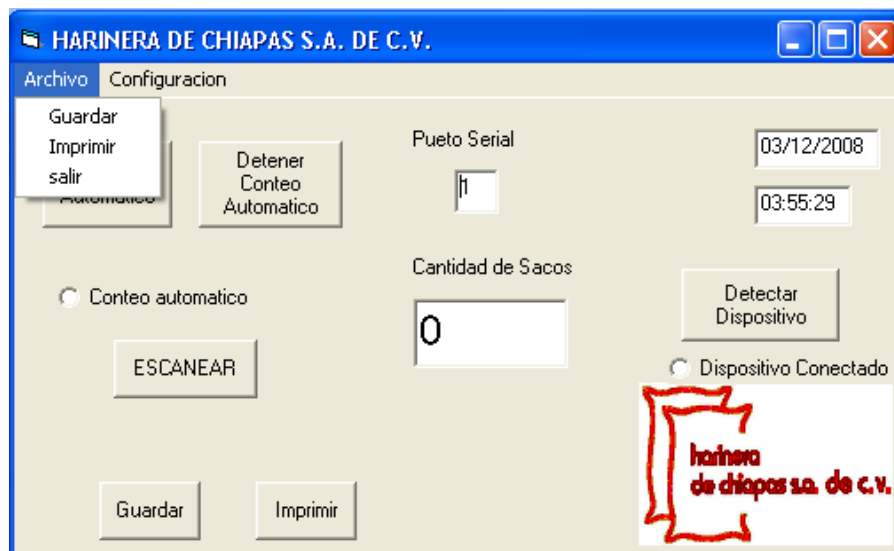 HARINERA DE CHIAPAS S.A. DE C.V.
Archivo Configuracion
Guardar
Imprimir
salir
Automatico
Detener
Conteo
Automatico
Pueto Serial
1
03/12/2008
03:55:29
Conteo automatico
ESCANEAR
Cantidad de Sacos
0
Detectar
Dispositivo
Dispositivo Conectado
Guardar
Imprimir
harinera
de chiapas s.a. de c.v.